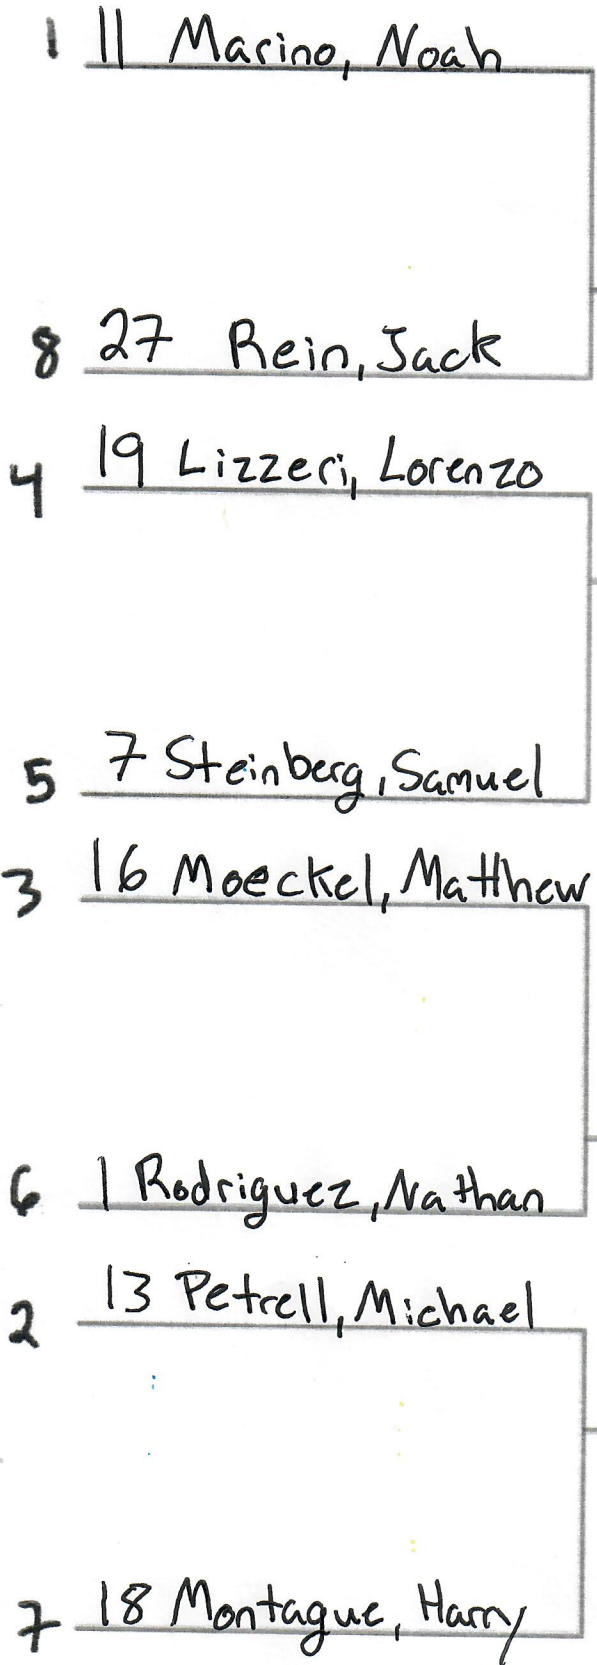 1 11 Marino, Noah
8 27 Rein, Jack
4 19 Lizzeri, Lorenzo
5 7 Steinberg, Samuel
3 16 Moeckel, Matthew
6 1 Rodriguez, Nathan
2 13 Petrell, Michael
7 18 Montague, Harry